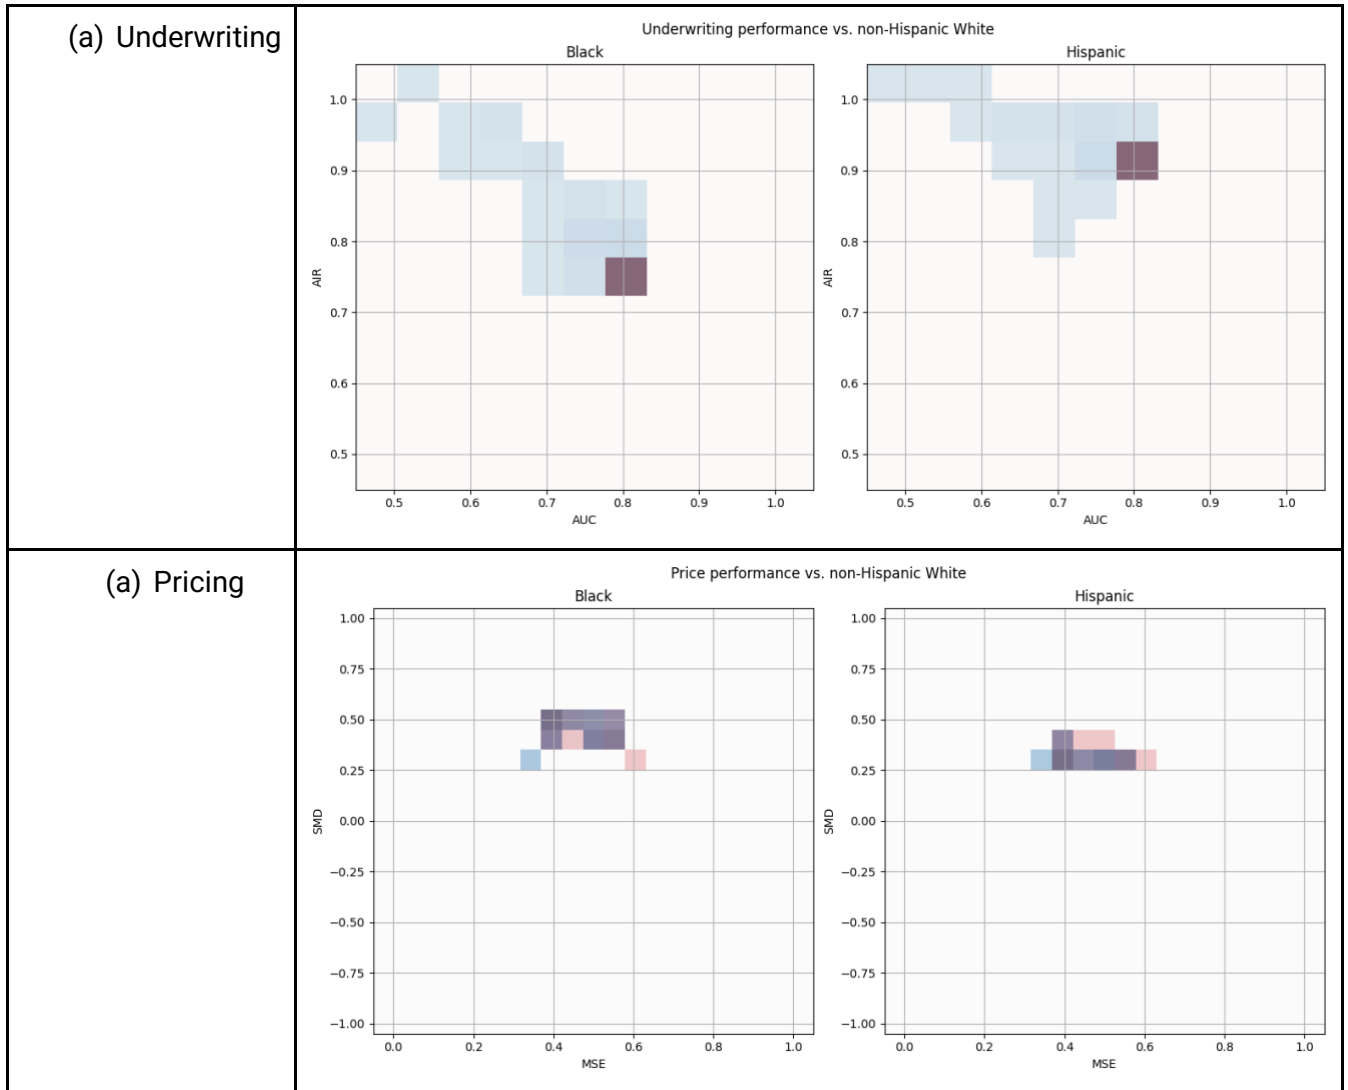 (a) Underwriting
Underwriting performance vs. non-Hispanic White
Black
Hispanic
1.0
0.9
0.8
0.7
0.6
0.5
AIR
0.5 0.6 0.7 0.8 0.9 1.0
AUC
1.0
0.9
0.8
0.7
0.6
0.5
AIR
0.5 0.6 0.7 0.8 0.9 1.0
AUC
(a) Pricing
Price performance vs. non-Hispanic White
Black
Hispanic
1.00
0.75
0.50
0.25
0.00
−0.25
−0.50
−0.75
−1.00
SMD
0.0 0.2 0.4 0.6 0.8 1.0
MSE
1.00
0.75
0.50
0.25
0.00
−0.25
−0.50
−0.75
−1.00
SMD
0.0 0.2 0.4 0.6 0.8 1.0
MSE